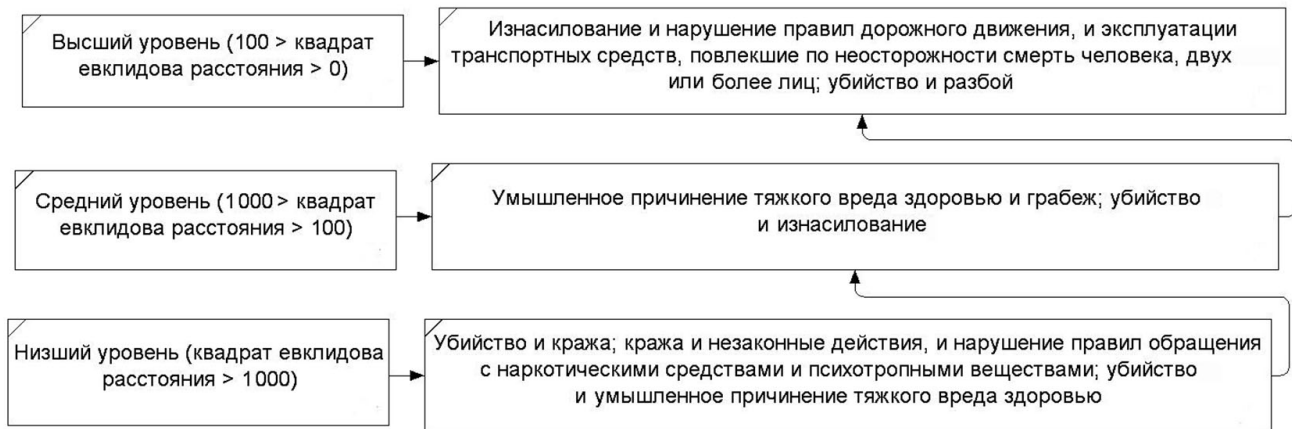 Высший уровень (100 > квадрат
евклидова расстояния > 0)
Изнасилование и нарушение правил дорожного движения, и эксплуатации
транспортных средств, повлекшие по неосторожности смерть человека, двух
или более лиц; убийство и разбой
Средний уровень (1000 > квадрат
евклидова расстояния > 100)
Умышленное причинение тяжкого вреда здоровью и грабеж; убийство
и изнасилование
Низший уровень (квадрат евклидова
расстояния > 1000)
Убийство и кража; кража и незаконные действия, и нарушение правил обращения
с наркотическими средствами и психотропными веществами; убийство
и умышленное причинение тяжкого вреда здоровью